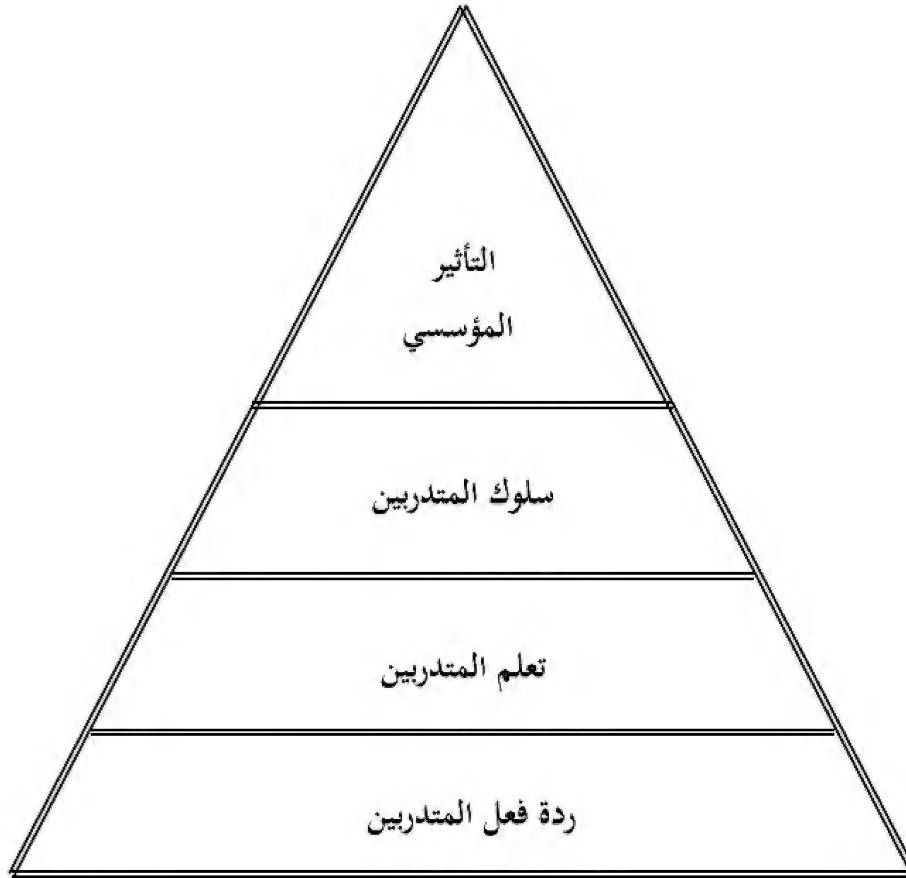 التأثير
المؤسسي
سلوك المتدربين
تعلم المتدربين
ردة فعل المتدربين